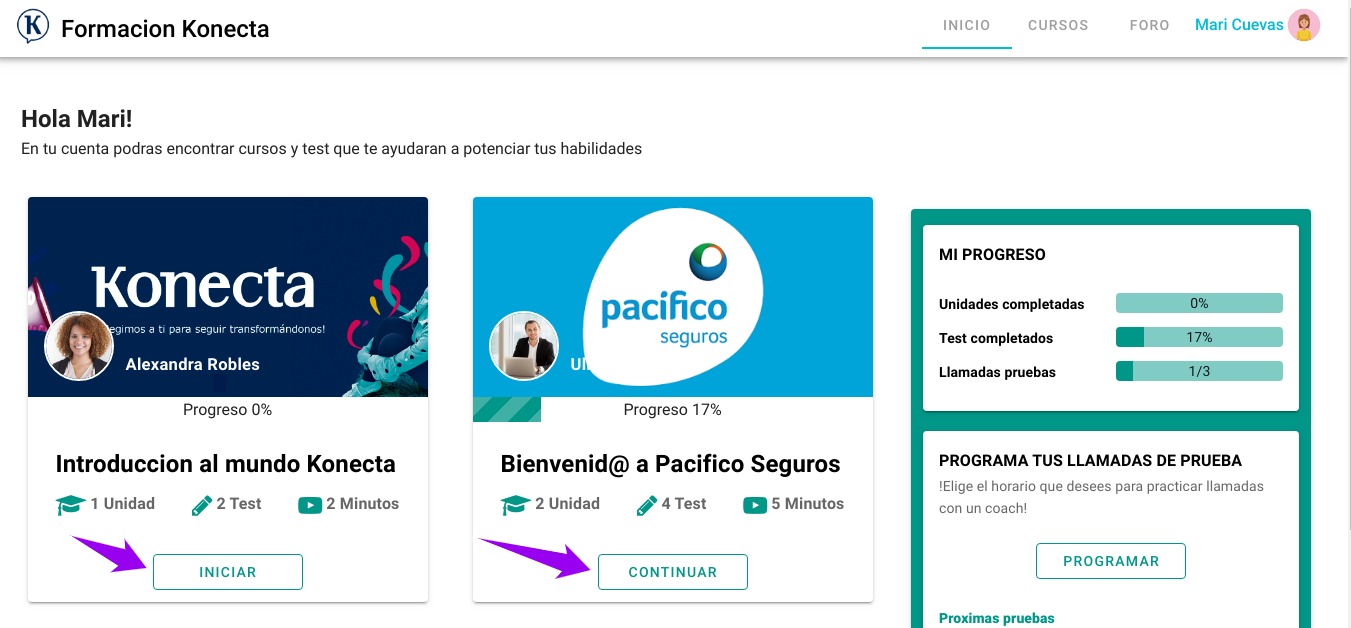 K
Formacion Konecta
INICIO
CURSOS
FORO
Mari Cuevas
Hola Mari!
En tu cuenta podras encontrar cursos y test que te ayudaran a potenciar tus habilidades
Konecta
egimos a ti para seguir transformándonos!
Alexandra Robles
Progreso 0%
Introduccion al mundo Konecta
1 Unidad
2 Test
2 Minutos
INICIAR
pacifico
seguros
Progreso 17%
Bienvenid@ a Pacifico Seguros
2 Unidad
4 Test
5 Minutos
CONTINUAR
MI PROGRESO
Unidades completadas 0%
Test completados 17%
Llamadas pruebas 1/3
PROGRAMA TUS LLAMADAS DE PRUEBA
!Elige el horario que desees para practicar llamadas
con un coach!
PROGRAMAR
Proximas pruebas